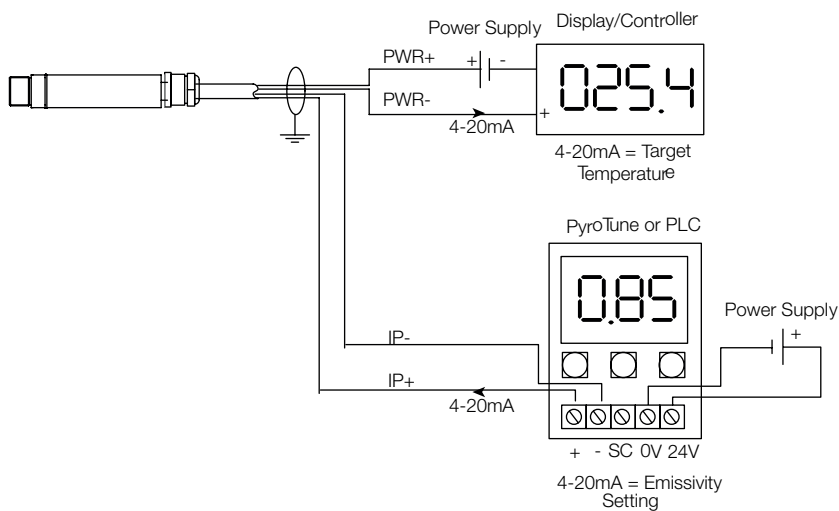 Power Supply
Display/Controller
PWR+
+ -
025.4
PWR-
+
4-20mA
4-20mA = Target
Temperature
PyroTune or PLC
0.85
Power Supply
+
IP-
IP+
4-20mA
+ - SC 0V 24V
4-20mA = Emissivity
Setting